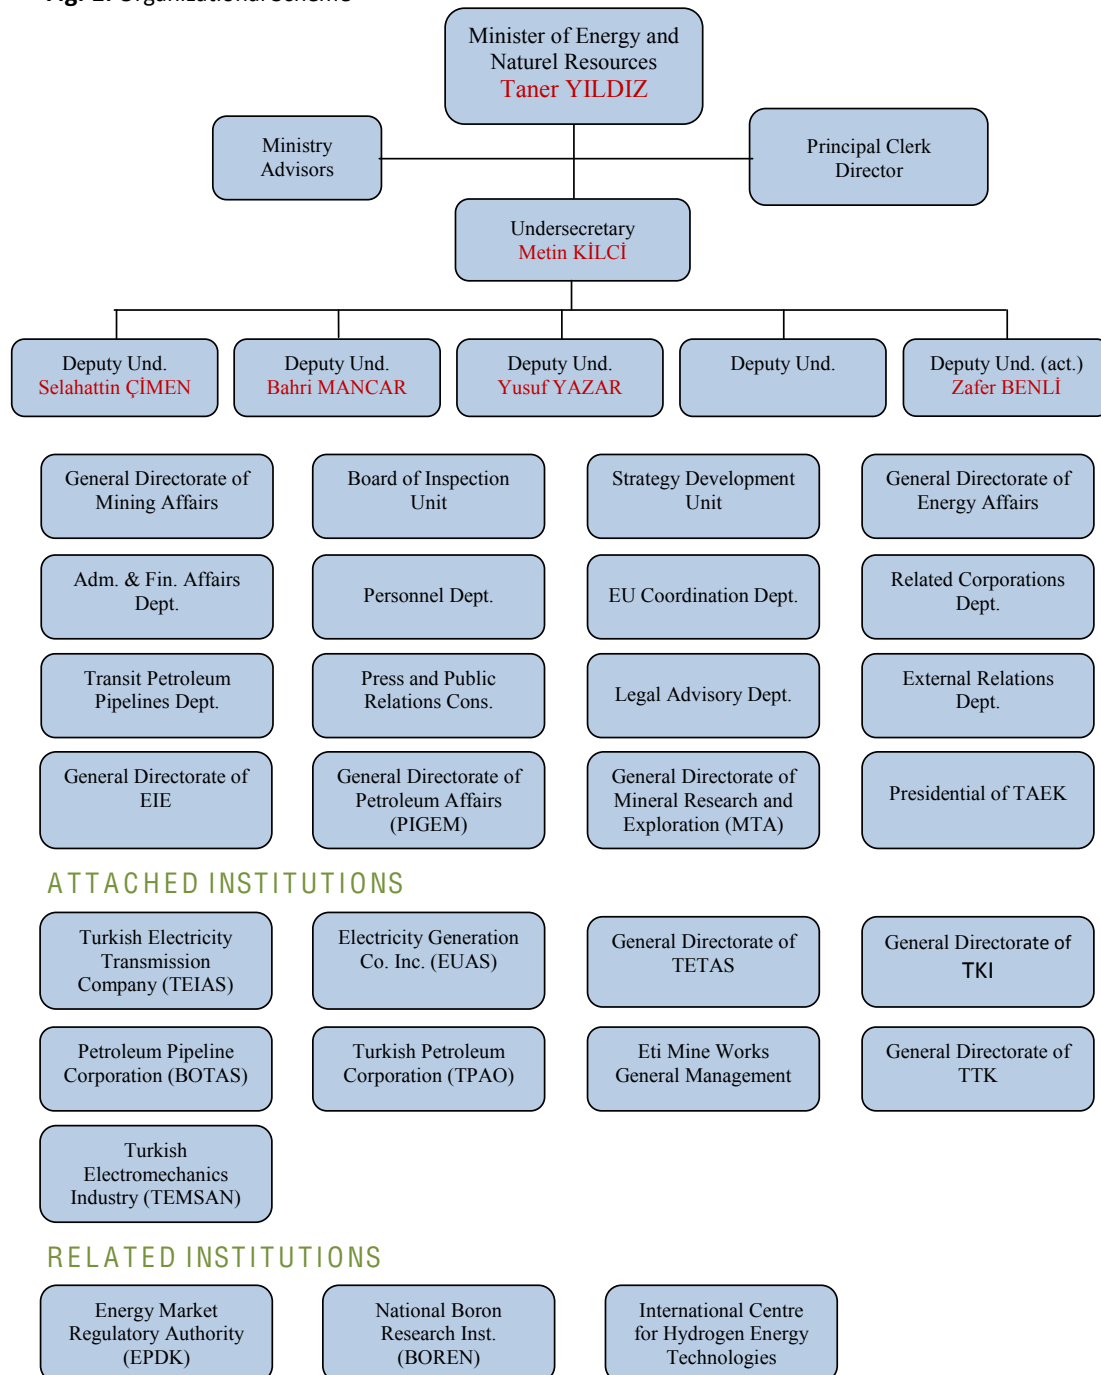 Fig. 1. Organizational Scheme
Minister of Energy and
Naturel Resources
Taner YILDIZ
Ministry
Advisors
Principal Clerk
Director
Undersecretary
Metin KİLCİ
Deputy Und.
Selahattin ÇİMEN
Deputy Und.
Bahri MANCAR
Deputy Und.
Yusuf YAZAR
Deputy Und.
Deputy Und. (act.)
Zafer BENLİ
General Directorate of
Mining Affairs
Board of Inspection
Unit
Strategy Development
Unit
General Directorate of
Energy Affairs
Adm. & Fin. Affairs
Dept.
Personnel Dept.
EU Coordination Dept.
Related Corporations
Dept.
Transit Petroleum
Pipelines Dept.
Press and Public
Relations Cons.
Legal Advisory Dept.
External Relations
Dept.
General Directorate of
EIE
General Directorate of
Petroleum Affairs
(PIGEM)
General Directorate of
Mineral Research and
Exploration (MTA)
Presidential of TAEK
ATTACHED INSTITUTIONS
Turkish Electricity
Transmission
Company (TEIAS)
Electricity Generation
Co. Inc. (EUAS)
General Directorate of
TETAS
General Directorate of
TKI
Petroleum Pipeline
Corporation (BOTAS)
Turkish Petroleum
Corporation (TPAO)
Eti Mine Works
General Management
General Directorate of
TTK
Turkish
Electromechanics
Industry (TEMSAN)
RELATED INSTITUTIONS
Energy Market
Regulatory Authority
(EPDK)
National Boron
Research Inst.
(BOREN)
International Centre
for Hydrogen Energy
Technologies